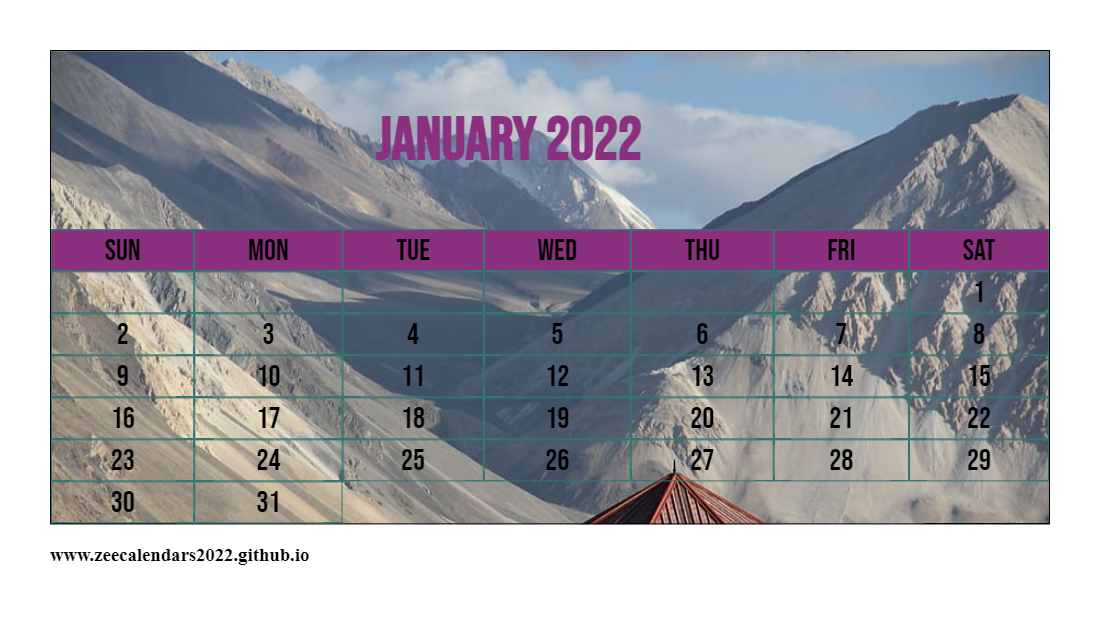 JANUARY 2022
SUN MON TUE WED THU FRI SAT
1
2 3 4 5 6 7 8
9 10 11 12 13 14 15
16 17 18 19 20 21 22
23 24 25 26 27 28 29
30 31
www.zeecalendars2022.github.io